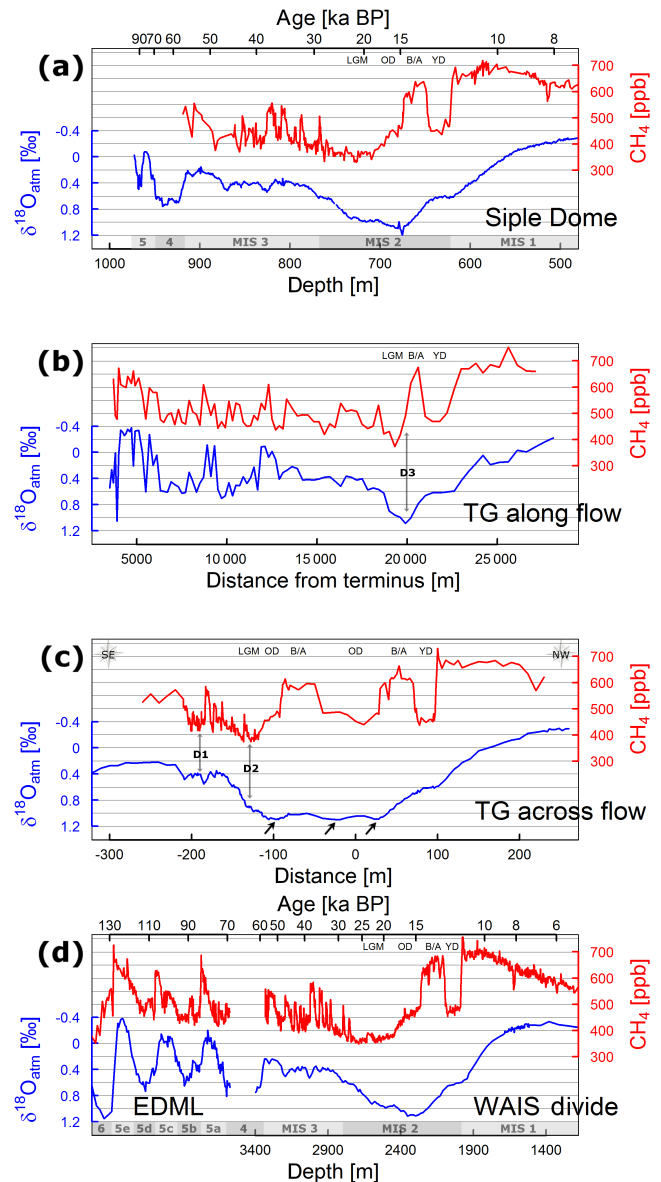 Age [ka BP]
90 70 60 50 40 30 20 15 10 8
(a)
LGM OD B/A YD
700
600
500
400
300
CH4 [ppb]
-0.4
0
0.4
0.8
1.2
δ18Oatm [‰]
Siple Dome
5 4 MIS 3 MIS 2 MIS 1
1000 900 800 700 600 500
Depth [m]
(b)
LGM B/A YD
700
600
500
400
300
CH4 [ppb]
-0.4
0
0.4
0.8
1.2
δ18Oatm [‰]
D3
TG along flow
5000 10 000 15 000 20 000 25 000
Distance from terminus [m]
(c)
SE LGM OD B/A OD B/A YD NW
700
600
500
400
300
CH4 [ppb]
-0.4
0
0.4
0.8
1.2
δ18Oatm [‰]
D1 D2
TG across flow
-300 -200 -100 0 100 200
Distance [m]
Age [ka BP]
130 110 90 70 60 50 40 30 25 20 15 10 8 6
(d)
LGM OD B/A YD
700
600
500
400
300
CH4 [ppb]
-0.4
0
0.4
0.8
1.2
δ18Oatm [‰]
EDML WAIS divide
6 5e 5d 5c 5b 5a 4 MIS 3 MIS 2 MIS 1
3400 2900 2400 1900 1400
Depth [m]